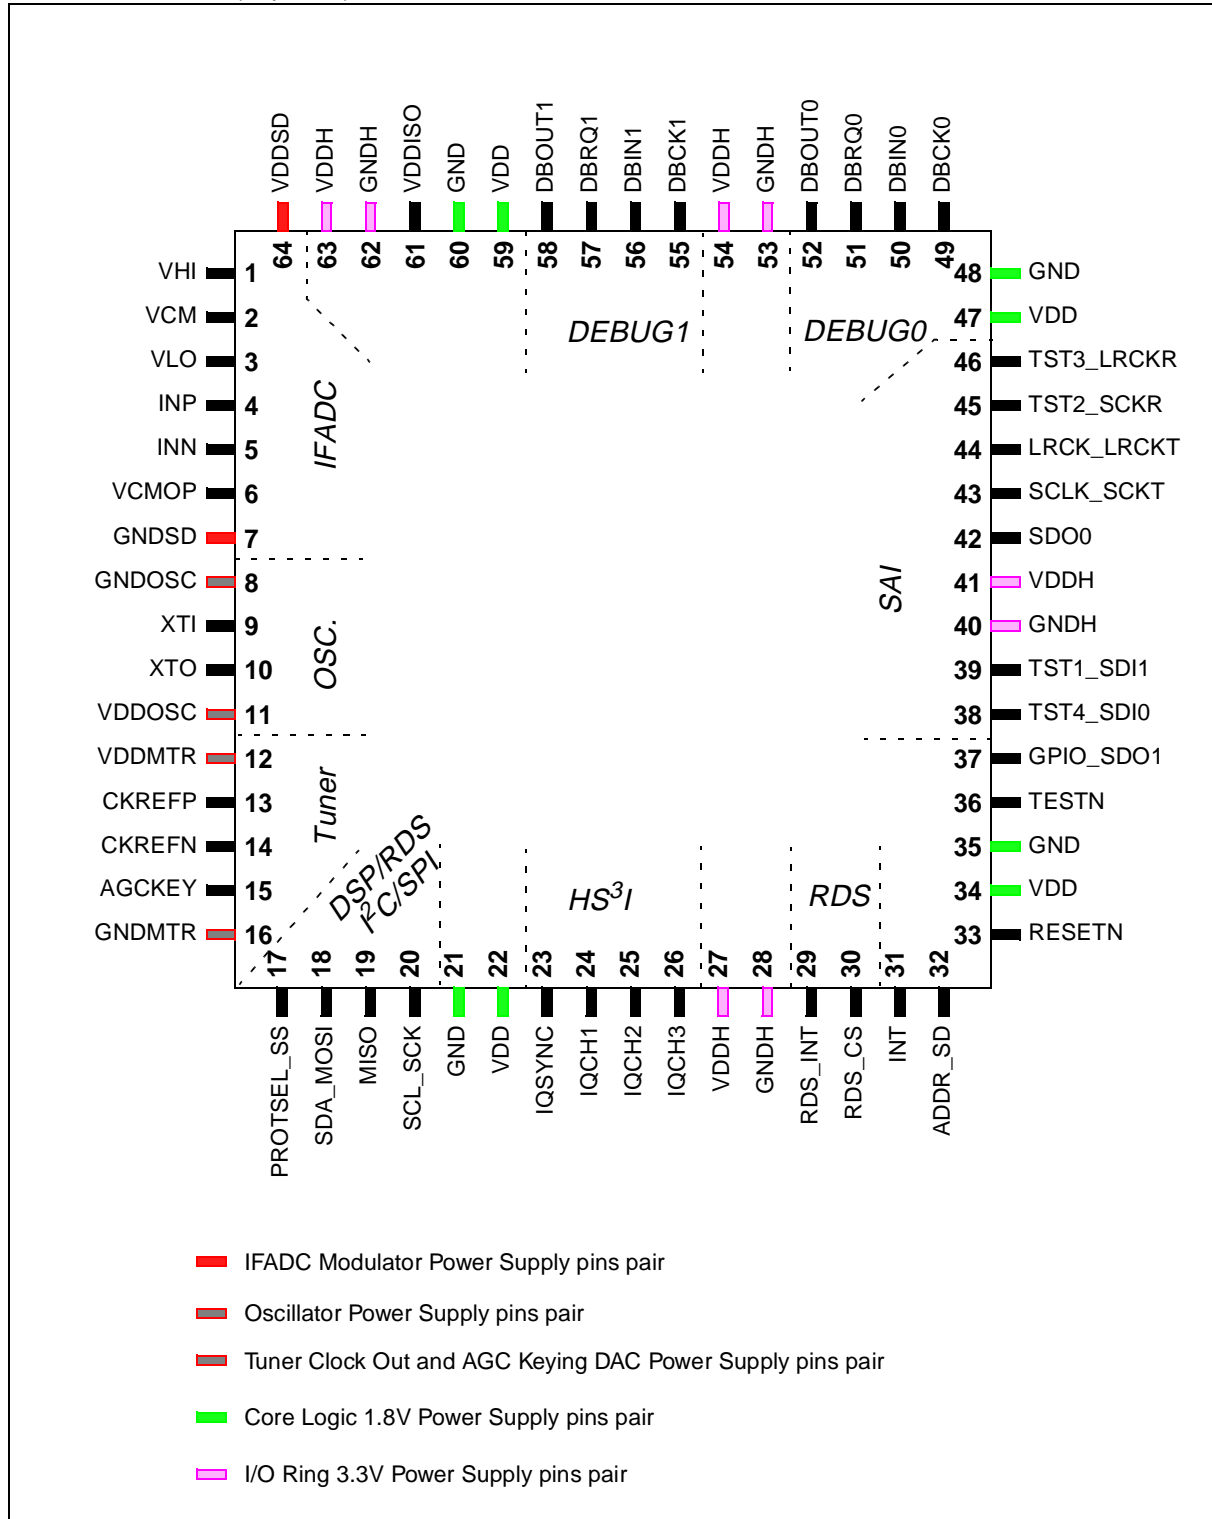 VDDSD
VDDH
GNDH
VDDISO
GND
VDD
DBOUT1
DBRQ1
DBIN1
DBCK1
VDDH
GNDH
DBOUT0
DBRQ0
DBIN0
DBCK0
64 63 62 61 60 59 58 57 56 55 54 53 52 51 50 49
VHI 1
VCM 2
VLO 3
INP 4
INN 5
VCMOP 6
GNDSD 7
GNDOSC 8
XTI 9
XTO 10
VDDOSC 11
VDDMTR 12
CKREFP 13
CKREFN 14
AGCKEY 15
GNDMTR 16
IFADC
OSC.
Tuner
DSP/RDS
I²C/SPI
DEBUG1
DEBUG0
SAI
HS³I
RDS
48 GND
47 VDD
46 TST3_LRCKR
45 TST2_SCKR
44 LRCK_LRCKT
43 SCLK_SCKT
42 SDO0
41 VDDH
40 GNDH
39 TST1_SDI1
38 TST4_SDI0
37 GPIO_SDO1
36 TESTN
35 GND
34 VDD
33 RESETN
17 18 19 20 21 22 23 24 25 26 27 28 29 30 31 32
PROTSEL_SS
SDA_MOSI
MISO
SCL_SCK
GND
VDD
IQSYNC
IQCH1
IQCH2
IQCH3
VDDH
GNDH
RDS_INT
RDS_CS
INT
ADDR_SD
IFADC Modulator Power Supply pins pair
Oscillator Power Supply pins pair
Tuner Clock Out and AGC Keying DAC Power Supply pins pair
Core Logic 1.8V Power Supply pins pair
I/O Ring 3.3V Power Supply pins pair